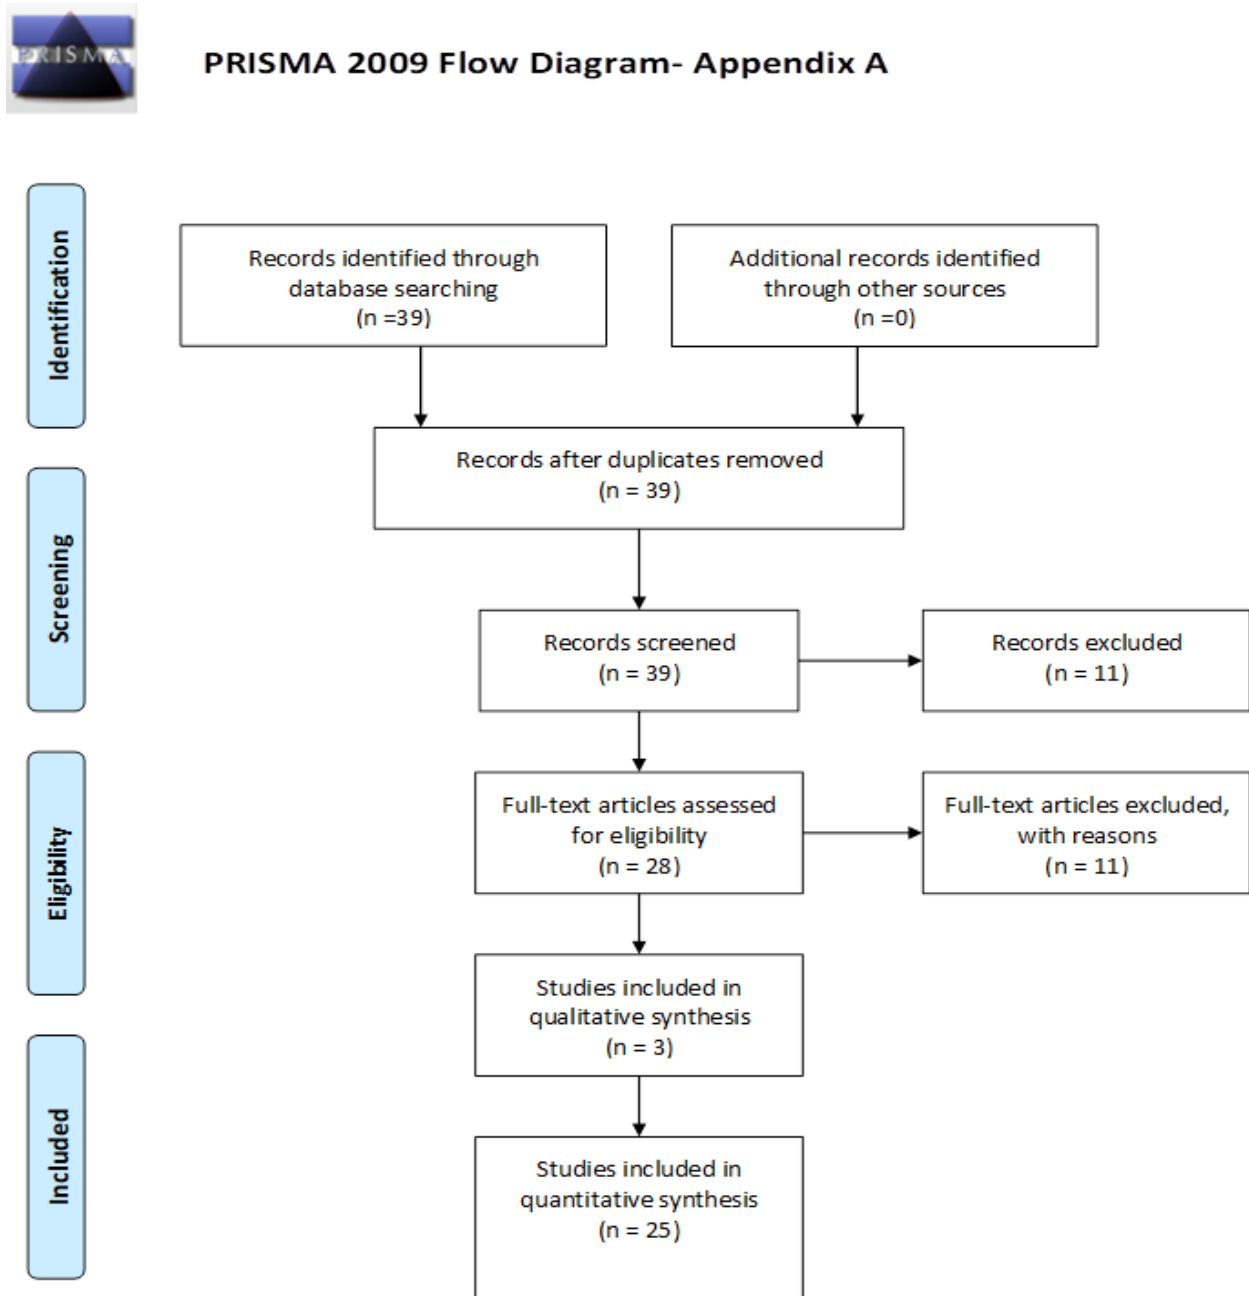 PRISMA
PRISMA 2009 Flow Diagram- Appendix A
Identification
Records identified through
database searching
(n =39)
Additional records identified
through other sources
(n =0)
Records after duplicates removed
(n = 39)
Screening
Records screened
(n = 39)
Records excluded
(n = 11)
Eligibility
Full-text articles assessed
for eligibility
(n = 28)
Full-text articles excluded,
with reasons
(n = 11)
Studies included in
qualitative synthesis
(n = 3)
Included
Studies included in
quantitative synthesis
(n = 25)